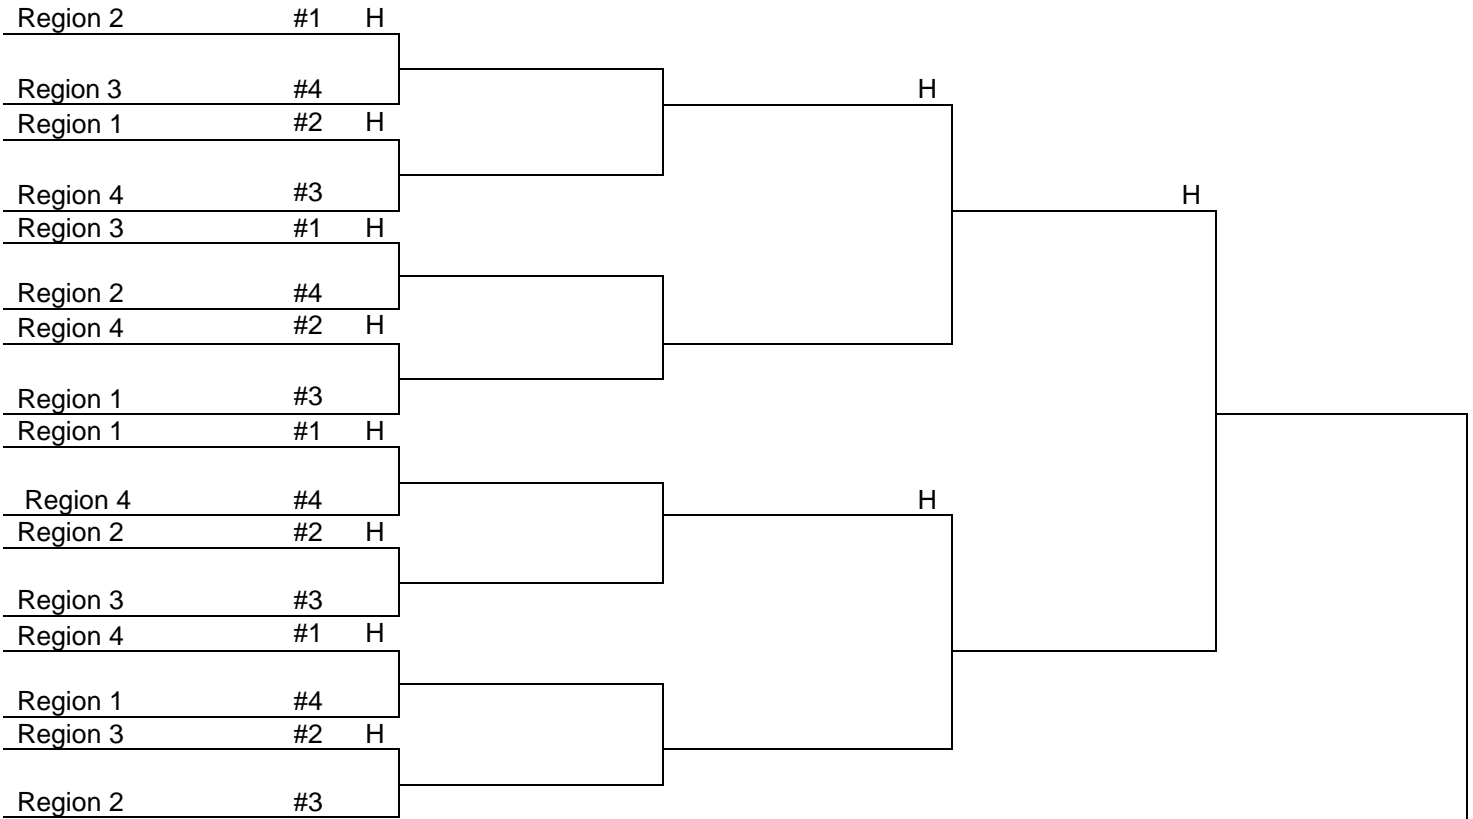 Region 2 #1 H
Region 3 #4 H
Region 1 #2 H
Region 4 #3 H
Region 3 #1 H
Region 2 #4
Region 4 #2 H
Region 1 #3
Region 1 #1 H
Region 4 #4 H
Region 2 #2 H
Region 3 #3
Region 4 #1 H
Region 1 #4
Region 3 #2 H
Region 2 #3